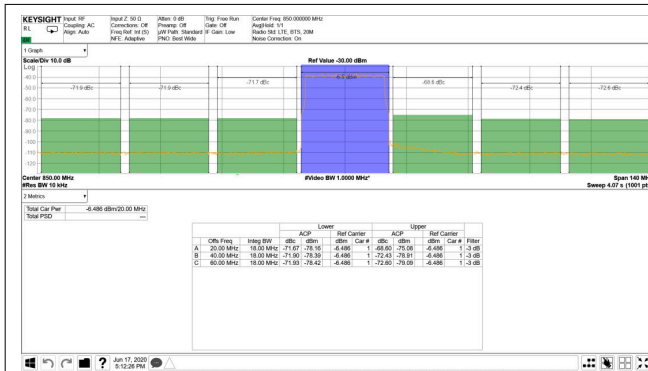 KEYSIGHT Input: RF Input Z: 50 Ω Atten: 0 dB Trig: Free Run Center Freq: 850.000000 MHz
RL Coupling: AC Corrections: Off Preamp: Off Gate: Off Avg|Hold: 1/1
Align: Auto Freq Ref: Int (S) µW Path: Standard IF Gain: Low Radio Std: LTE, BTS, 20M
NFE: Adaptive PNO: Best Wide Noise Correction: On
1 Graph
Scale/Div 10.0 dB Ref Value -30.00 dBm
Log
-40.0
-50.0 -71.9 dBc -71.9 dBc -71.7 dBc -68.6 dBc -72.4 dBc -72.6 dBc
-60.0
-70.0
-80.0
-90.0
-100
-110
-120
Center 850.00 MHz #Video BW 1.0000 MHz* Span 140 MH
#Res BW 10 kHz Sweep 4.07 s (1001 pt
2 Metrics
Total Car Pwr -6.486 dBm/20.00 MHz
Total PSD ---
Lower Upper
ACP Ref Carrier ACP Ref Carrier
Offs Freq Integ BW dBc dBm dBm Car # dBc dBm dBm Car # Filter
A 20.00 MHz 18.00 MHz -71.67 -78.16 -6.486 1 -68.60 -75.08 -6.486 1 -3 dB
B 40.00 MHz 18.00 MHz -71.90 -78.39 -6.486 1 -72.43 -78.91 -6.486 1 -3 dB
C 60.00 MHz 18.00 MHz -71.93 -78.42 -6.486 1 -72.60 -79.09 -6.486 1 -3 dB
? Jun 17, 2020
5:12:26 PM